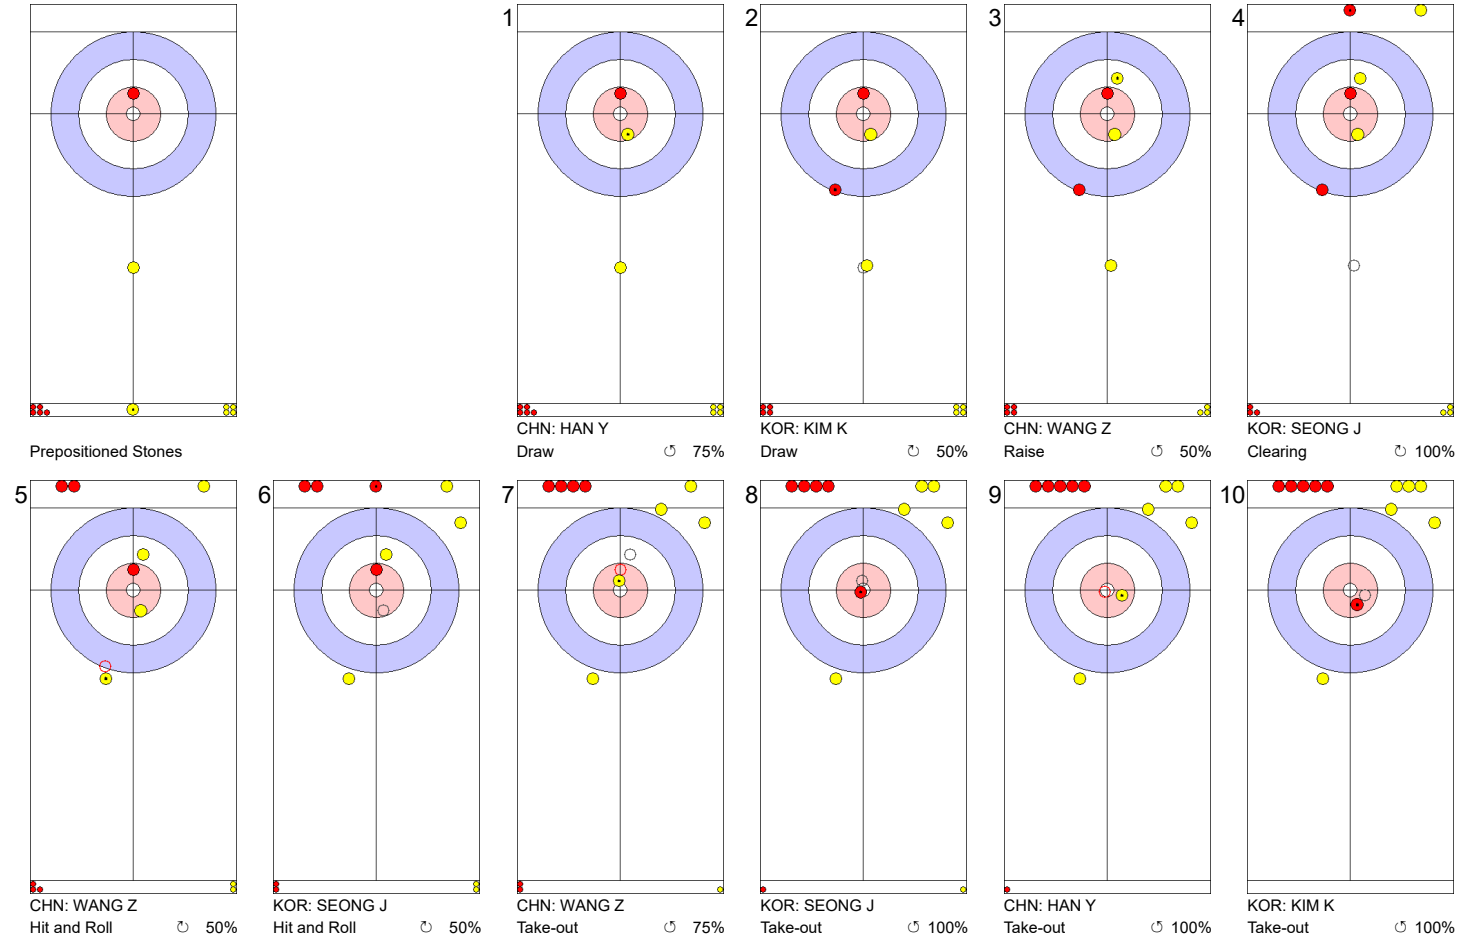 1
2
3
4
Prepositioned Stones
CHN: HAN Y
Draw 75%
KOR: KIM K
Draw 50%
CHN: WANG Z
Raise 50%
KOR: SEONG J
Clearing 100%
5
6
7
8
9
10
CHN: WANG Z
Hit and Roll 50%
KOR: SEONG J
Hit and Roll 50%
CHN: WANG Z
Take-out 75%
KOR: SEONG J
Take-out 100%
CHN: HAN Y
Take-out 100%
KOR: KIM K
Take-out 100%